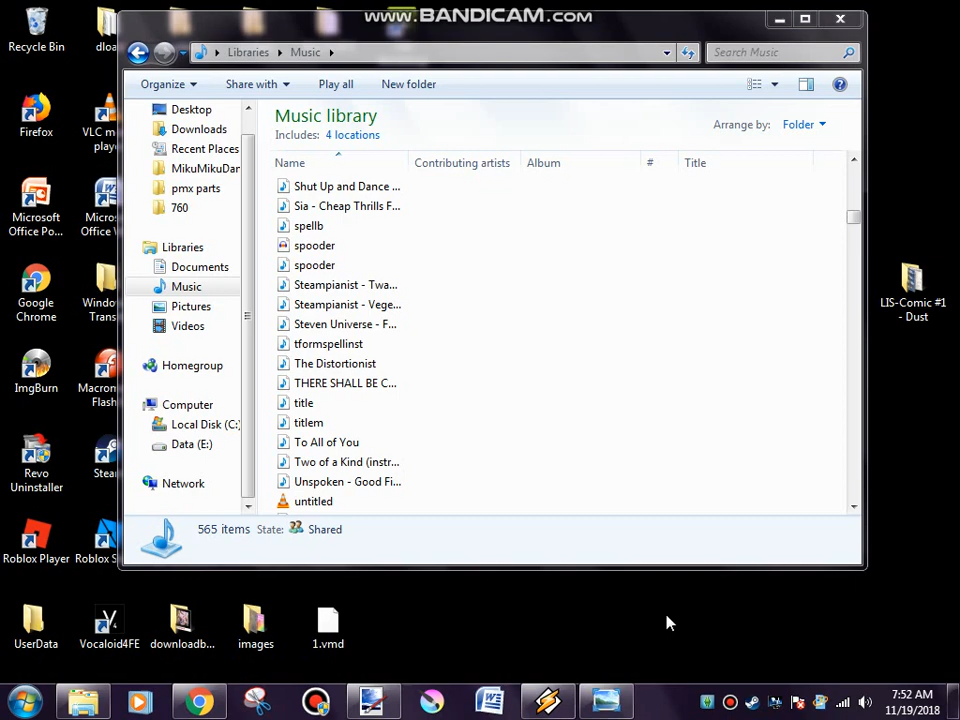 www.BANDICAM.com
Recycle Bin
dloa
Libraries
Music
Search Music
Organize
Share with
Play all
New folder
Desktop
Downloads
Recent Places
MikuMikuDan
pmx parts
760
Libraries
Documents
Music
Pictures
Videos
Homegroup
Computer
Local Disk (C:)
Data (E:)
Network
Music library
Includes: 4 locations
Arrange by: Folder
Name
Contributing artists
Album
#
Title
Shut Up and Dance ...
Sia - Cheap Thrills F...
spellb
spooder
spooder
Steampianist - Twa...
Steampianist - Vege...
Steven Universe - F...
tformspellinst
The Distortionist
THERE SHALL BE C...
title
titlem
To All of You
Two of a Kind (instr...
Unspoken - Good Fi...
untitled
565 items State: Shared
Firefox
VLC m
playe
Microsoft
Office Po...
Micros
Office W
Google
Chrome
Windo
Trans
ImgBurn
Macrom
Flash
Revo
Uninstaller
Stea
Roblox Player
Roblox S
LIS-Comic #1
- Dust
UserData
Vocaloid4FE
downloadb...
images
1.vmd
7:52 AM
11/19/2018